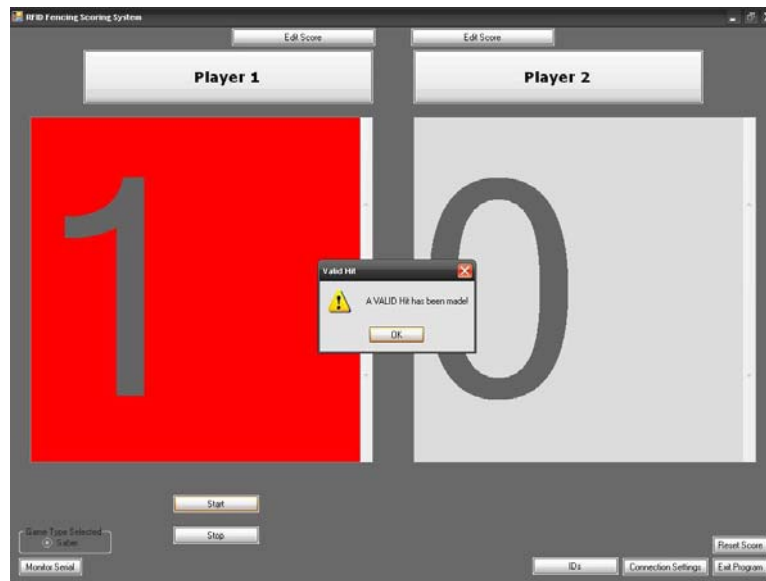 RFID Fencing Scoring System
Edit Score
Edit Score
Player 1
Player 2
1
0
Valid Hit
A VALID Hit has been made!
OK
Start
Stop
Game Type Selected
Saber
Monitor Serial
Reset Score
IDs
Connection Settings
Exit Program